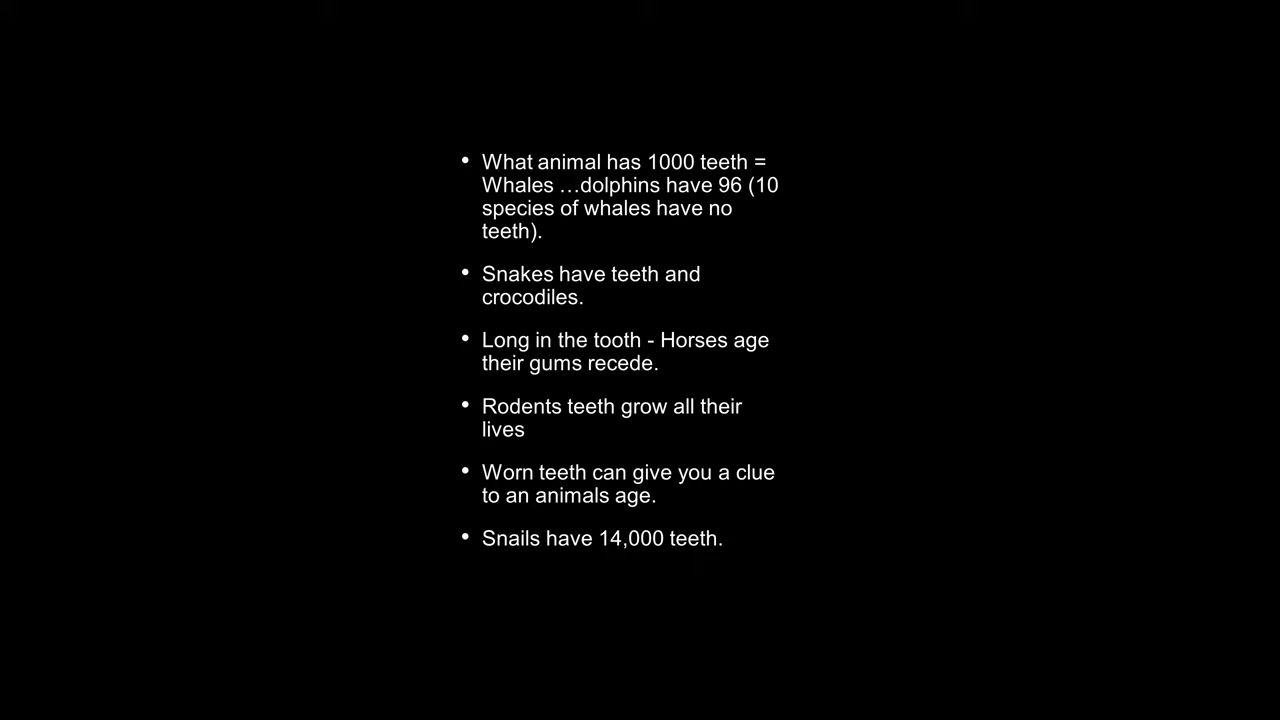 • What animal has 1000 teeth =
Whales …dolphins have 96 (10
species of whales have no
teeth).
• Snakes have teeth and
crocodiles.
• Long in the tooth - Horses age
their gums recede.
• Rodents teeth grow all their
lives
• Worn teeth can give you a clue
to an animals age.
• Snails have 14,000 teeth.